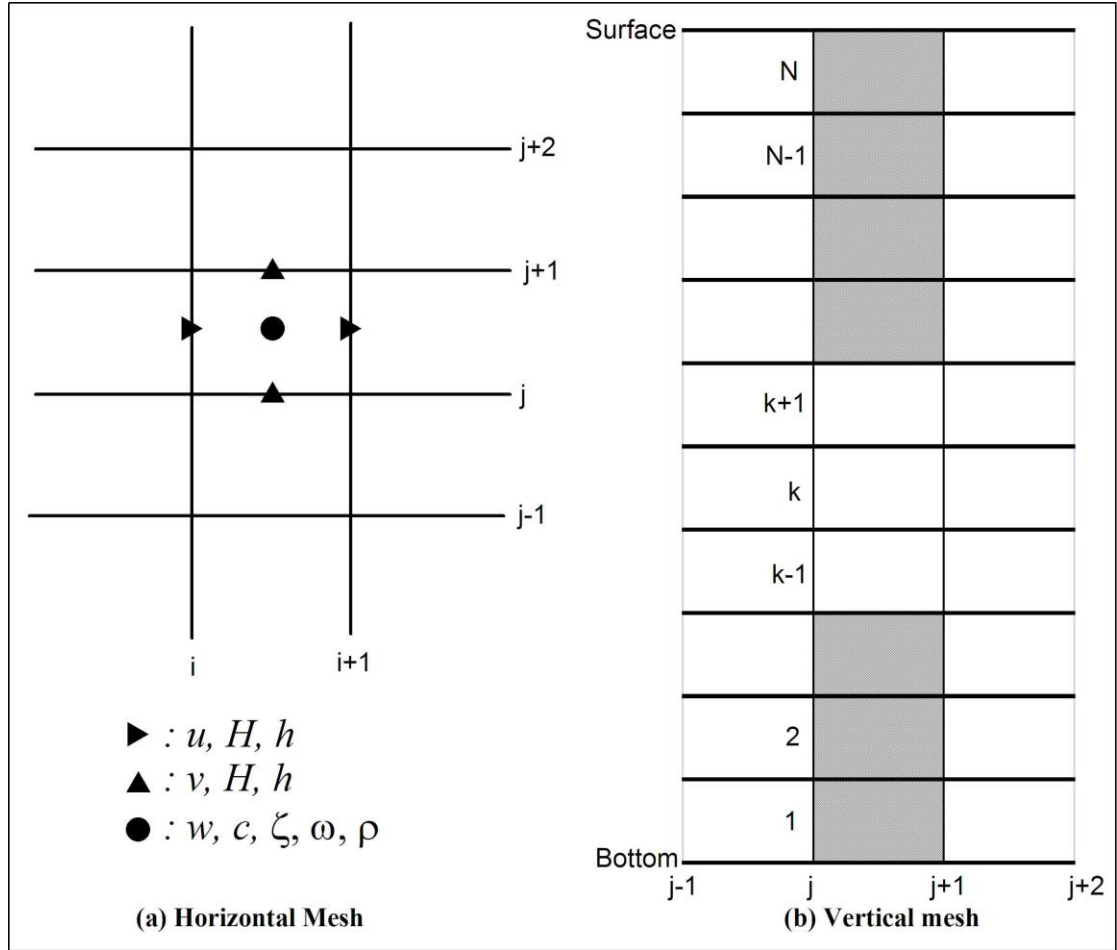 j+2
j+1
j
j-1
i
i+1
: u, H, h
: v, H, h
: w, c, ζ, ω, ρ
(a) Horizontal Mesh
Surface
N
N-1
k+1
k
k-1
2
1
Bottom
j-1 j j+1 j+2
(b) Vertical mesh